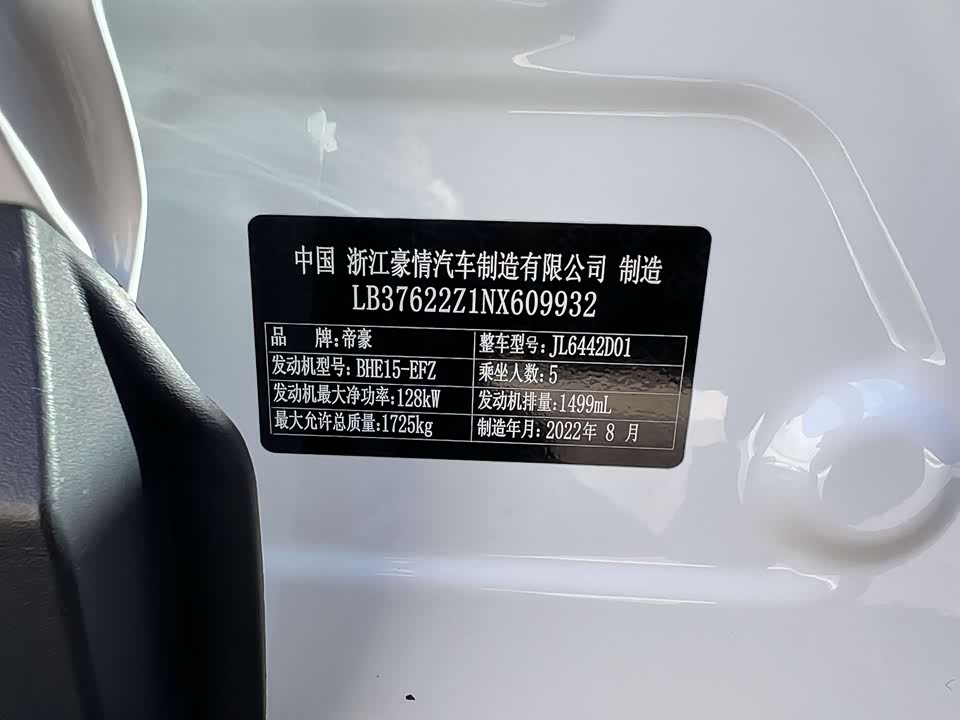 中国 浙江豪情汽车制造有限公司 制造
LB37622Z1NX609932
品 牌:帝豪 整车型号:JL6442D01
发动机型号:BHE15-EFZ 乘坐人数:5
发动机最大净功率:128kW 发动机排量:1499mL
最大允许总质量:1725kg 制造年月:2022年 8 月